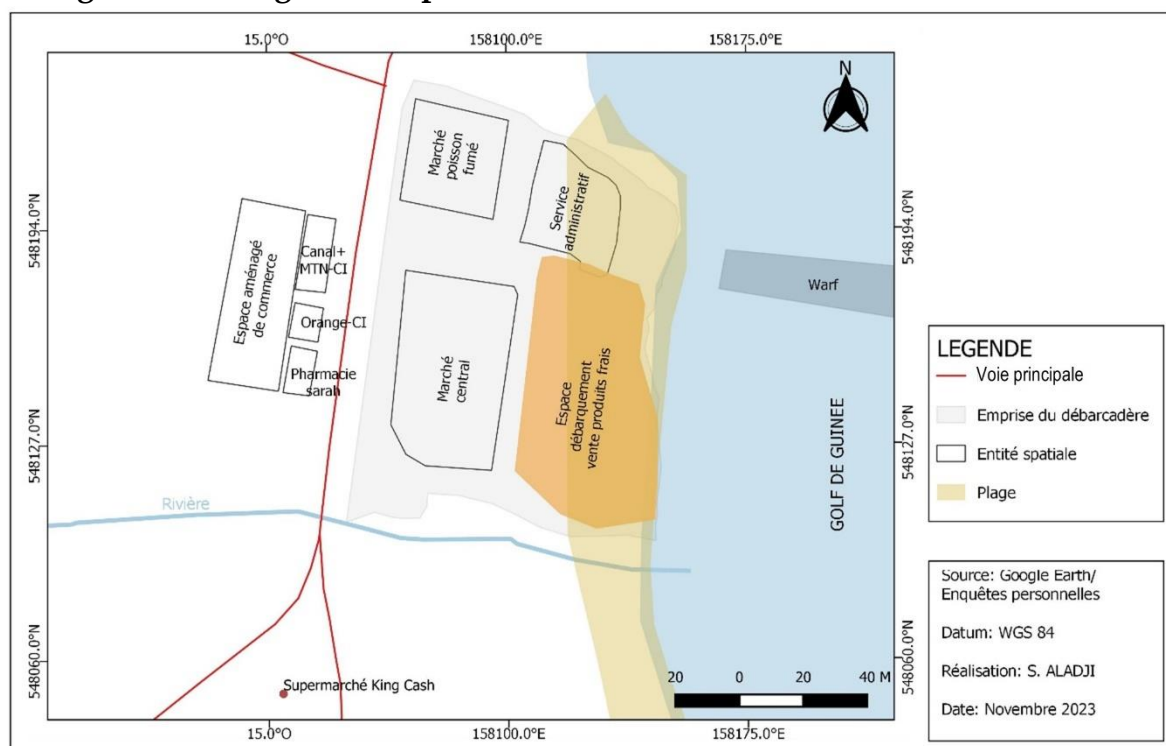 15.0°O
158100.0°E
158175.0°E
N
548194.0°N
548194.0°N
Marché
poisson
fumé
Service
administratif
Espace aménagé
de commerce
Canal+
MTN-CI
Orange-CI
Pharmacie
sarah
Marché
central
Espace
débarquement
vente produits frais
Warf
GOLF DE GUINEE
548127.0°N
548127.0°N
Rivière
548060.0°N
548060.0°N
Supermarché King Cash
20 0 20 40 M
15.0°O
158100.0°E
158175.0°E
LEGENDE
Voie principale
Emprise du débarcadère
Entité spatiale
Plage
Source: Google Earth/
Enquêtes personnelles
Datum: WGS 84
Réalisation: S. ALADJI
Date: Novembre 2023